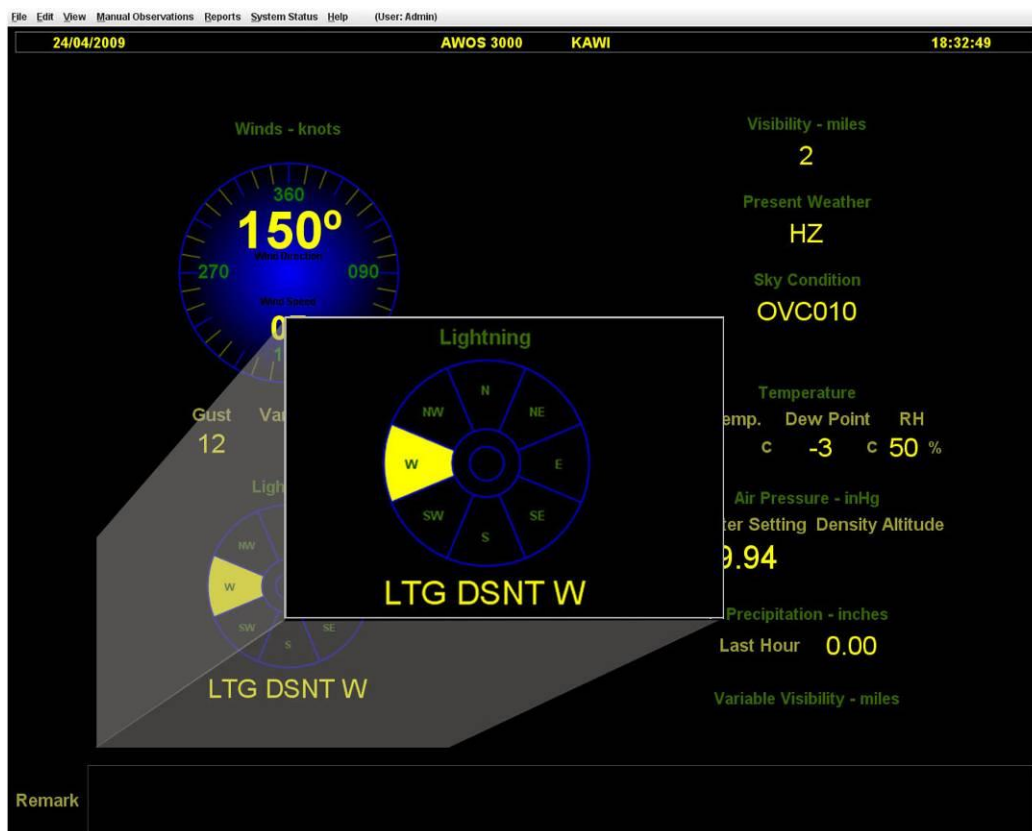 File Edit View Manual Observations Reports System Status Help (User: Admin)
24/04/2009 AWOS 3000 KAWI 18:32:49
Winds - knots
360
150º
Wind Direction
270 090
Wind Speed
Gust
12
Visibility - miles
2
Present Weather
HZ
Sky Condition
OVC010
Lightning
N
NW NE
W E
SW SE
S
LTG DSNT W
Temperature
Dew Point RH
C -3 C 50 %
Air Pressure - inHg
Setting Density Altitude
9.94
Precipitation - inches
Last Hour 0.00
Variable Visibility - miles
NW
W
SW SE
S
LTG DSNT W
Remark